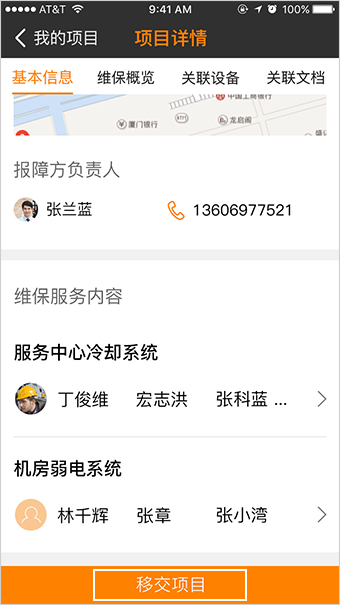 AT&T 9:41 AM 100%
我的项目 项目详情
基本信息 维保概览 关联设备 关联文档
中国工商银行
厦门银行 ATM 龙启阁
报障方负责人
张兰蓝 13606977521
维保服务内容
服务中心冷却系统
丁俊维 宏志洪 张科蓝 ...
机房弱电系统
林千辉 张章 张小湾
移交项目